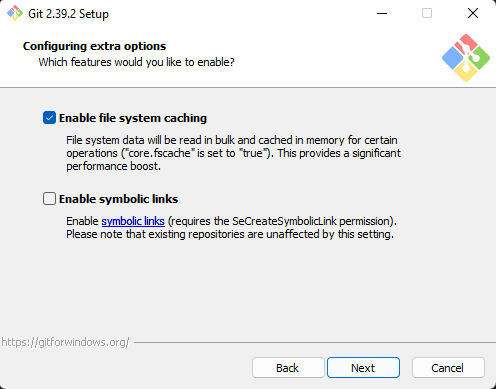 Git 2.39.2 Setup
Configuring extra options
Which features would you like to enable?
Enable file system caching
File system data will be read in bulk and cached in memory for certain
operations ("core.fscache" is set to "true"). This provides a significant
performance boost.
Enable symbolic links
Enable symbolic links (requires the SeCreateSymbolicLink permission).
Please note that existing repositories are unaffected by this setting.
https://gitforwindows.org/
Back Next Cancel